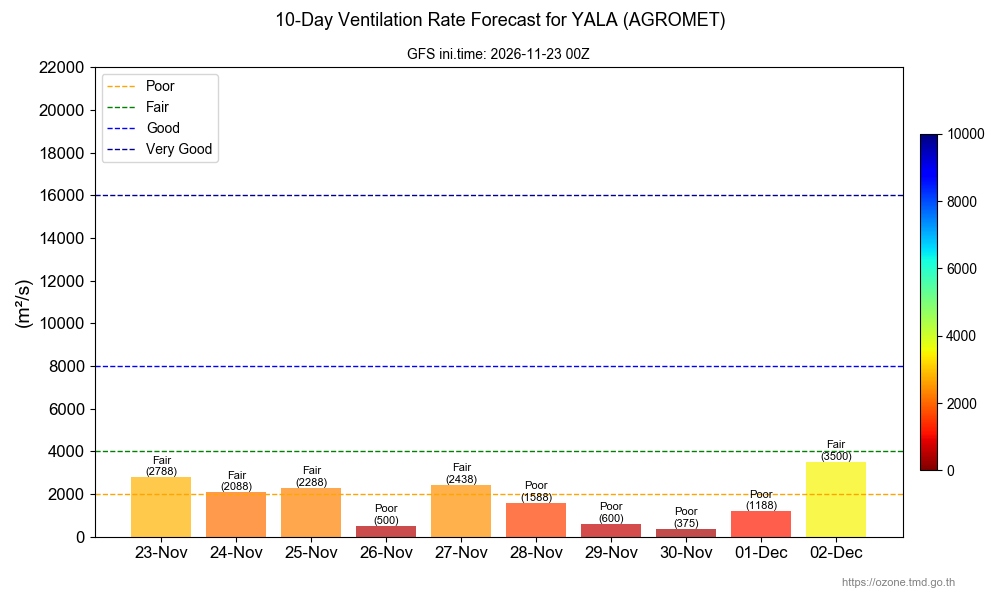 10-Day Ventilation Rate Forecast for YALA (AGROMET)
GFS ini.time: 2026-11-23 00Z
(m²/s)
22000
20000
18000
16000
14000
12000
10000
8000
6000
4000
2000
0
Poor
Fair
Good
Very Good
Fair
(2788)
Fair
(2088)
Fair
(2288)
Poor
(500)
Fair
(2438)
Poor
(1588)
Poor
(600)
Poor
(375)
Poor
(1188)
Fair
(3500)
23-Nov 24-Nov 25-Nov 26-Nov 27-Nov 28-Nov 29-Nov 30-Nov 01-Dec 02-Dec
10000
8000
6000
4000
2000
0
https://ozone.tmd.go.th